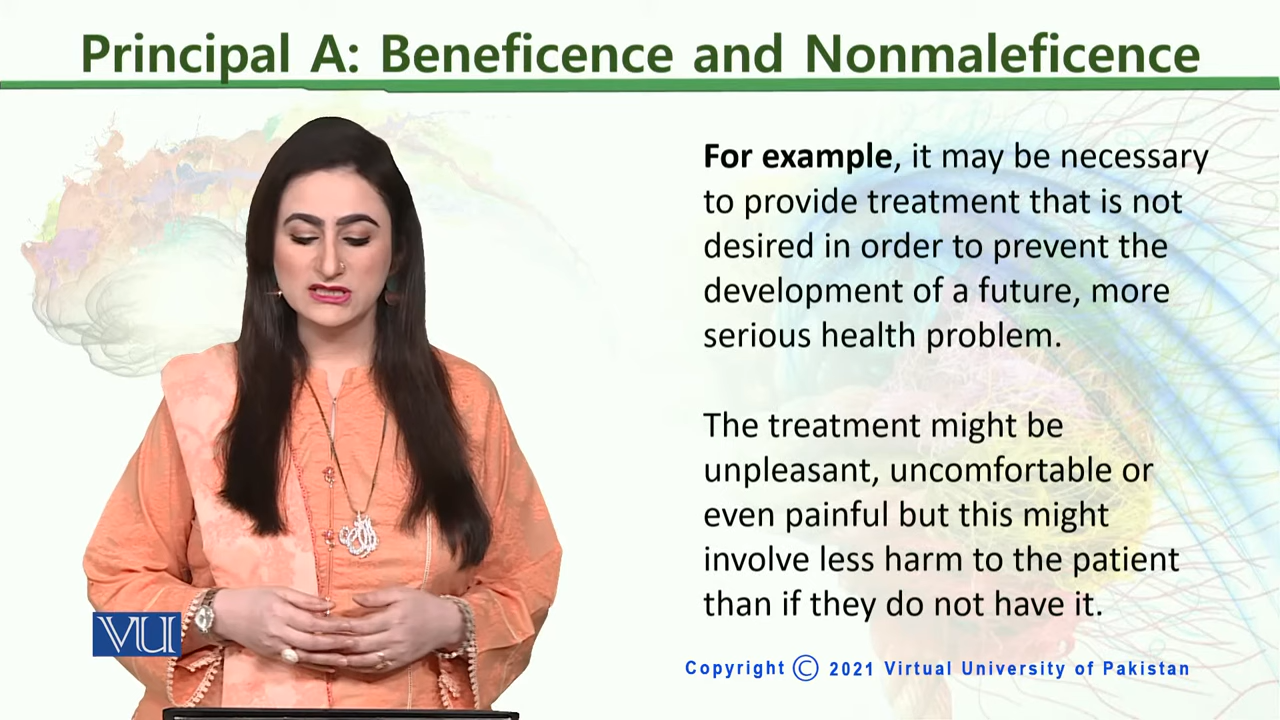 Principal A: Beneficence and Nonmaleficence
For example, it may be necessary
to provide treatment that is not
desired in order to prevent the
development of a future, more
serious health problem.
The treatment might be
unpleasant, uncomfortable or
even painful but this might
involve less harm to the patient
than if they do not have it.
VU
Copyright © 2021 Virtual University of Pakistan
الله